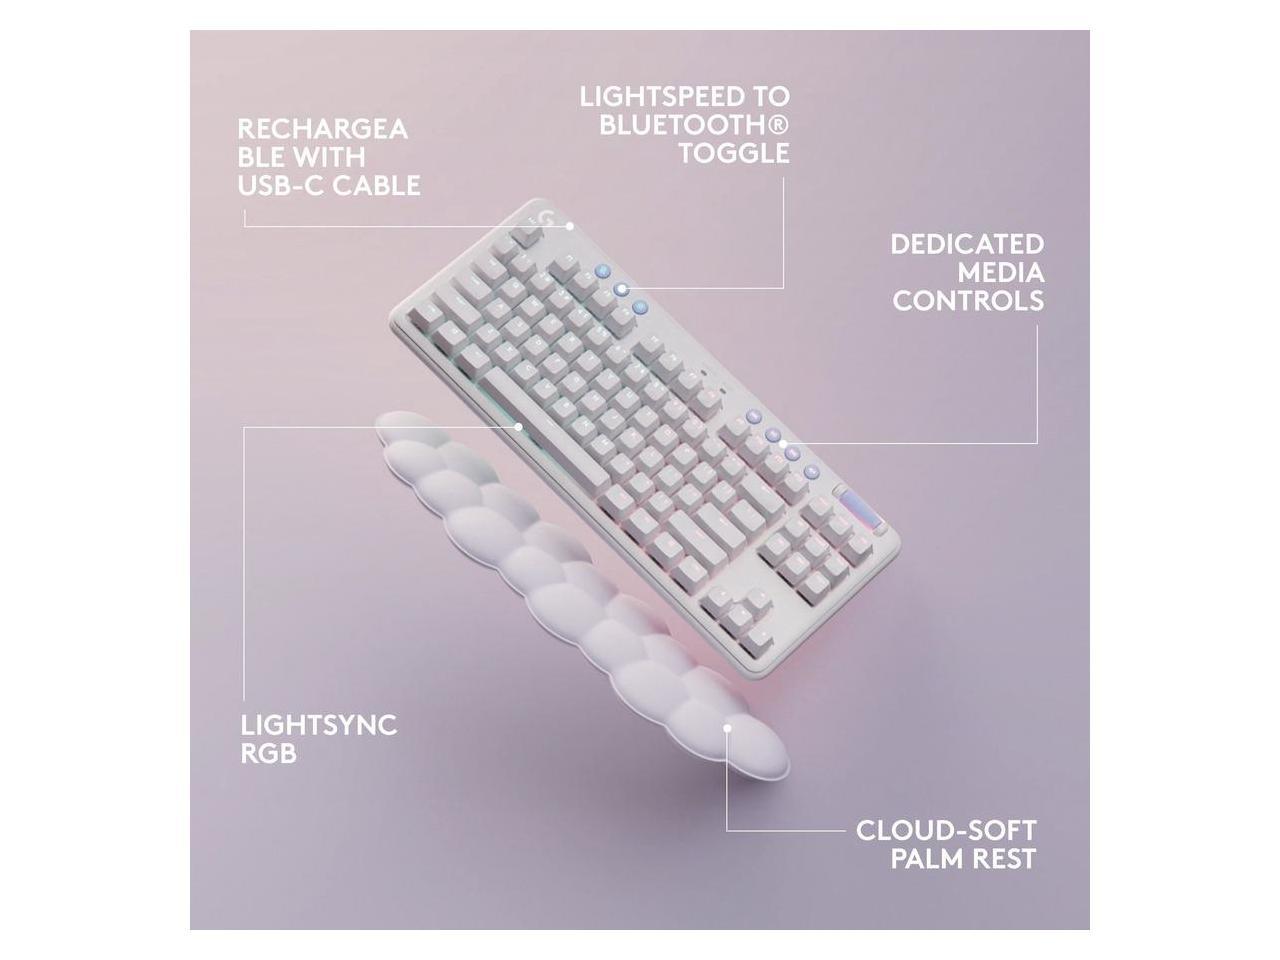 RECHARGEA
BLE WITH
USB-C CABLE
LIGHTSPEED TO
BLUETOOTH®
TOGGLE
DEDICATED
MEDIA
CONTROLS
LIGHTSYNC
RGB
CLOUD-SOFT
PALM REST